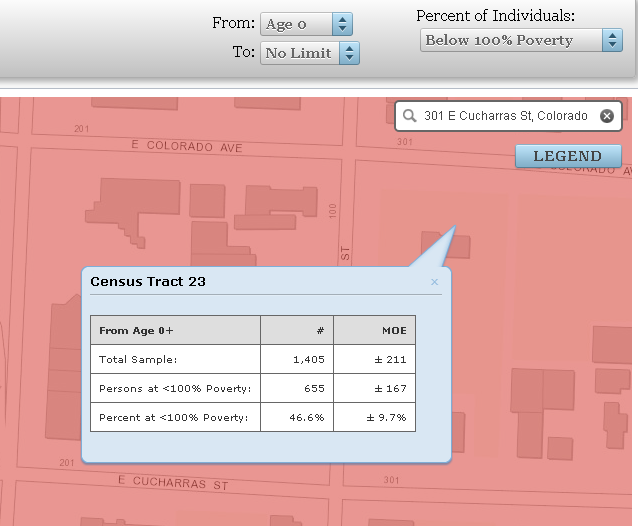 From: Age 0
To: No Limit
Percent of Individuals:
Below 100% Poverty
301 E Cucharras St, Colorado
LEGEND
201
E COLORADO AVE
301
COLORADO AV
100
ST
Census Tract 23
×
From Age 0+ # MOE
Total Sample: 1,405 ± 211
Persons at <100% Poverty: 655 ± 167
Percent at <100% Poverty: 46.6% ± 9.7%
201
E CUCHARRAS ST
301